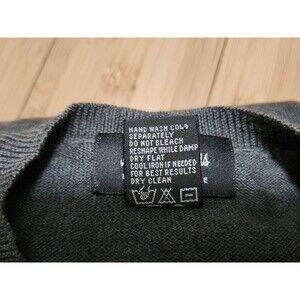 HAND WASH COLD
SEPARATELY
DO NOT BLEACH
RESHAPE WHILE DAMP
DRY FLAT
COOL IRON IF NEEDED
FOR BEST RESULTS
DRY CLEAN